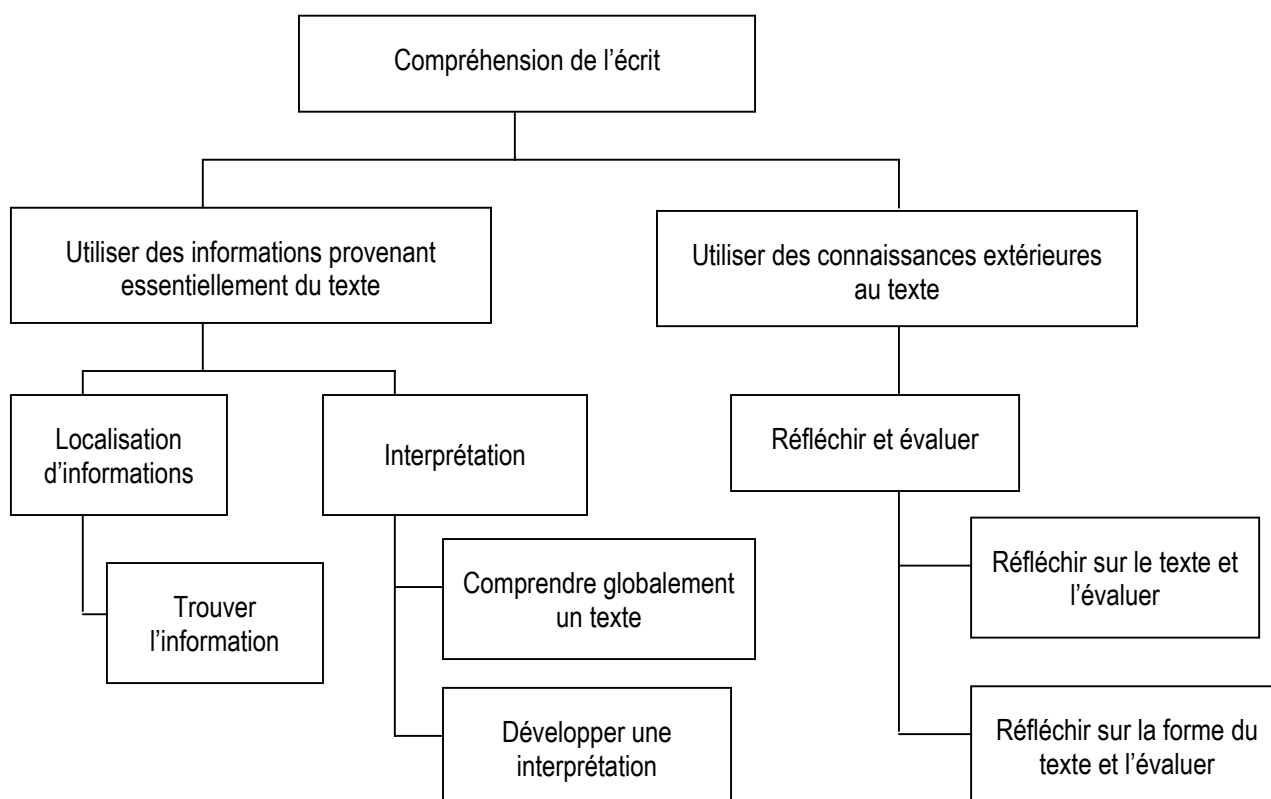 Compréhension de l’écrit
Utiliser des informations provenant
essentiellement du texte
Utiliser des connaissances extérieures
au texte
Localisation
d’informations
Interprétation
Réfléchir et évaluer
Trouver
l’information
Comprendre globalement
un texte
Réfléchir sur le texte et
l’évaluer
Développer une
interprétation
Réfléchir sur la forme du
texte et l’évaluer